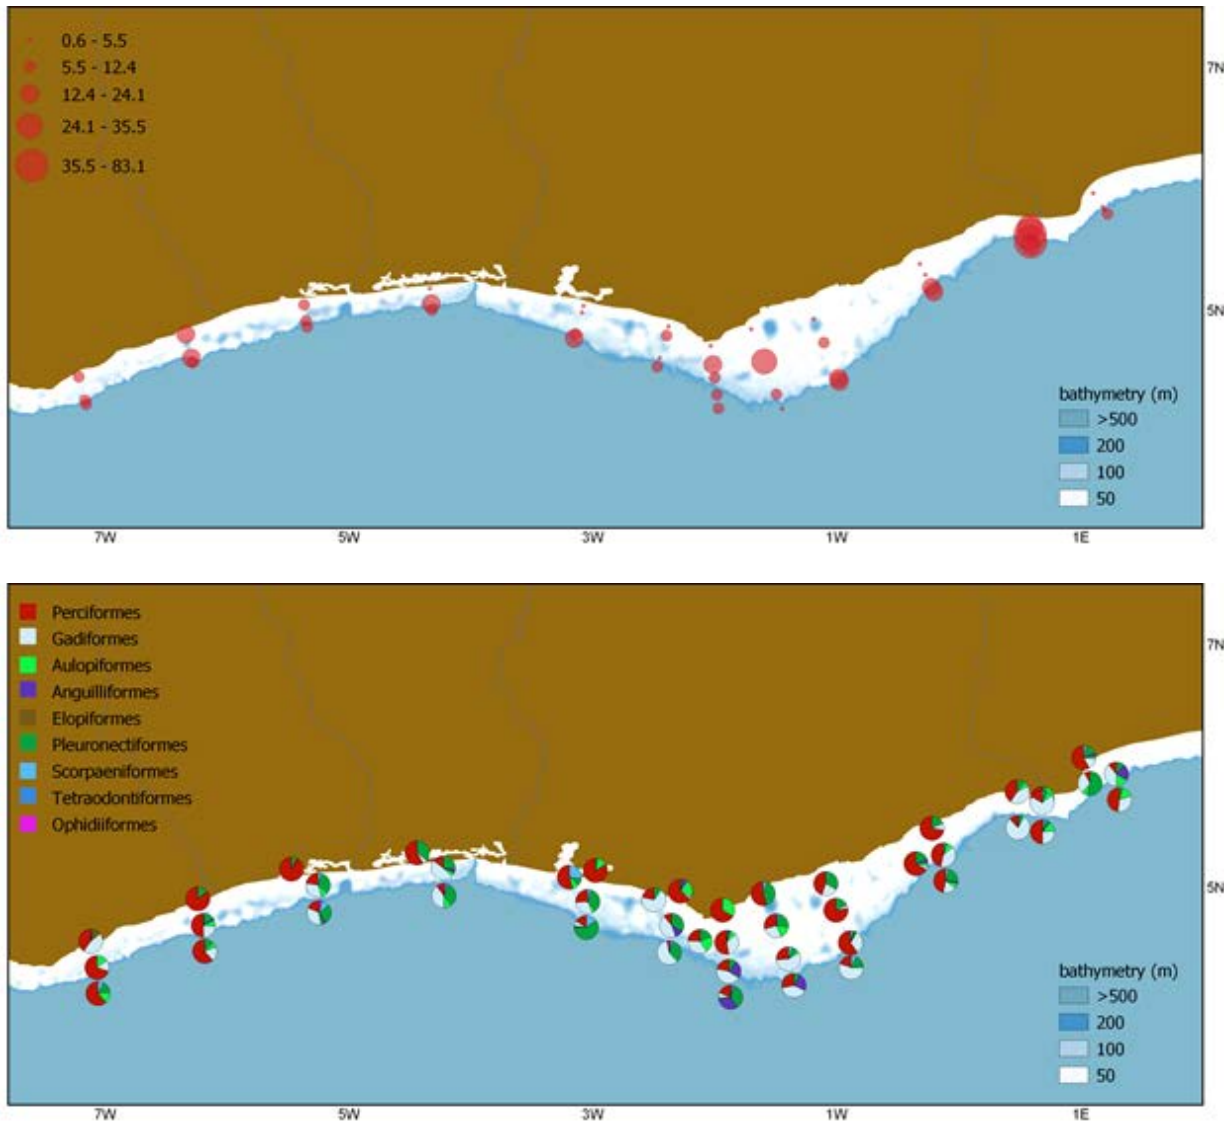 0.6 - 5.5
5.5 - 12.4
12.4 - 24.1
24.1 - 35.5
35.5 - 83.1
7N
5N
bathymetry (m)
>500
200
100
50
7W 5W 3W 1W 1E
Perciformes
Gadiformes
Aulopiformes
Anguilliformes
Elopiformes
Pleuronectiformes
Scorpaeniformes
Tetraodontiformes
Ophidiiformes
7N
5N
bathymetry (m)
>500
200
100
50
7W 5W 3W 1W 1E